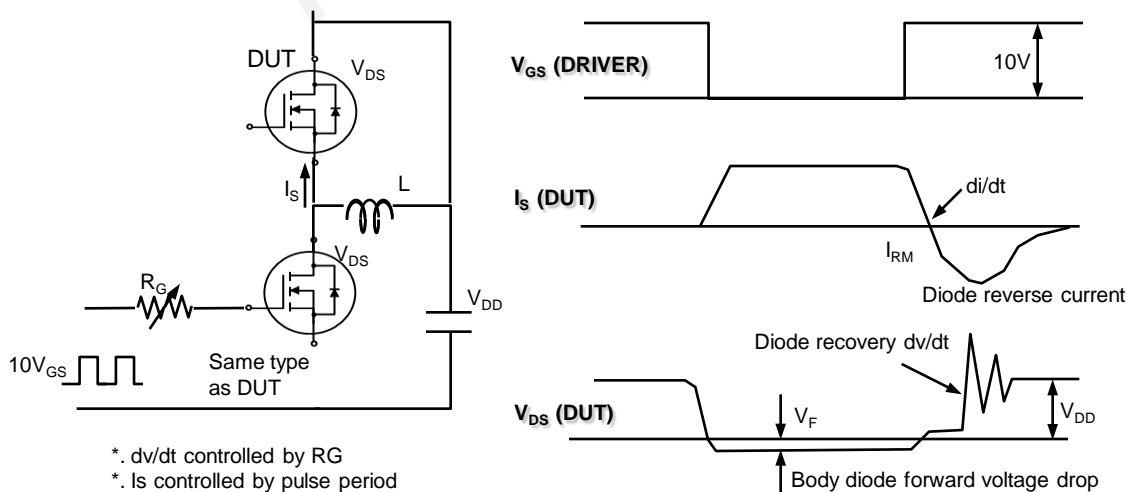 DUT
V_DS
I_S
L
V_DS
R_G
V_DD
10V_GS
Same type
as DUT
*. dv/dt controlled by RG
*. Is controlled by pulse period
V_GS (DRIVER)
10V
I_S (DUT)
di/dt
I_RM
Diode reverse current
Diode recovery dv/dt
V_DS (DUT)
V_F
V_DD
Body diode forward voltage drop